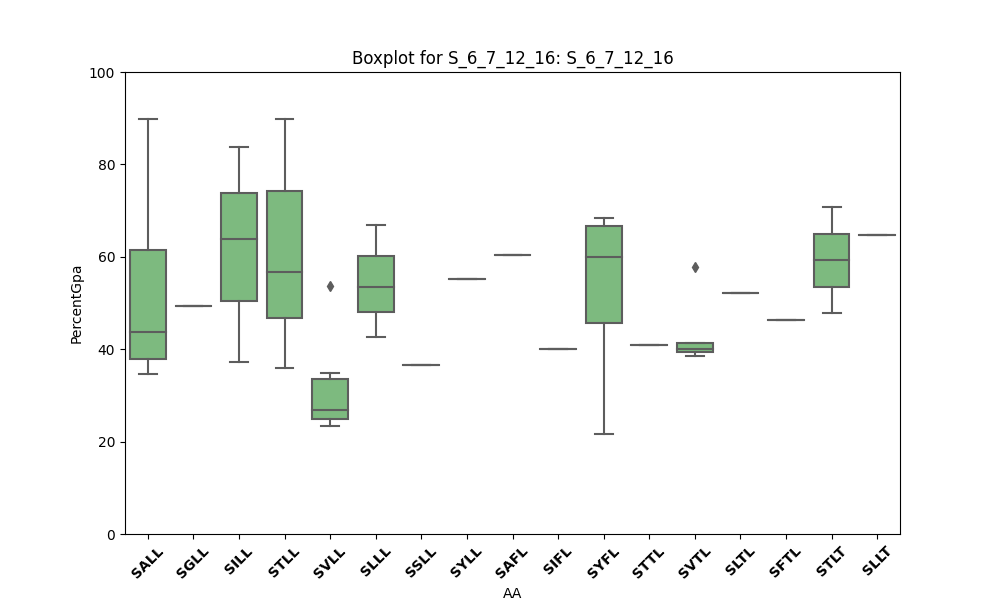 Boxplot for S_6_7_12_16: S_6_7_12_16
100
80
60
40
20
0
PercentGpa
SALL SGLL SILL STLL SVLL SLLL SSLL SYLL SAFL SIFL SYFL STTL SVTL SLTL SFTL STLT SLLT
AA